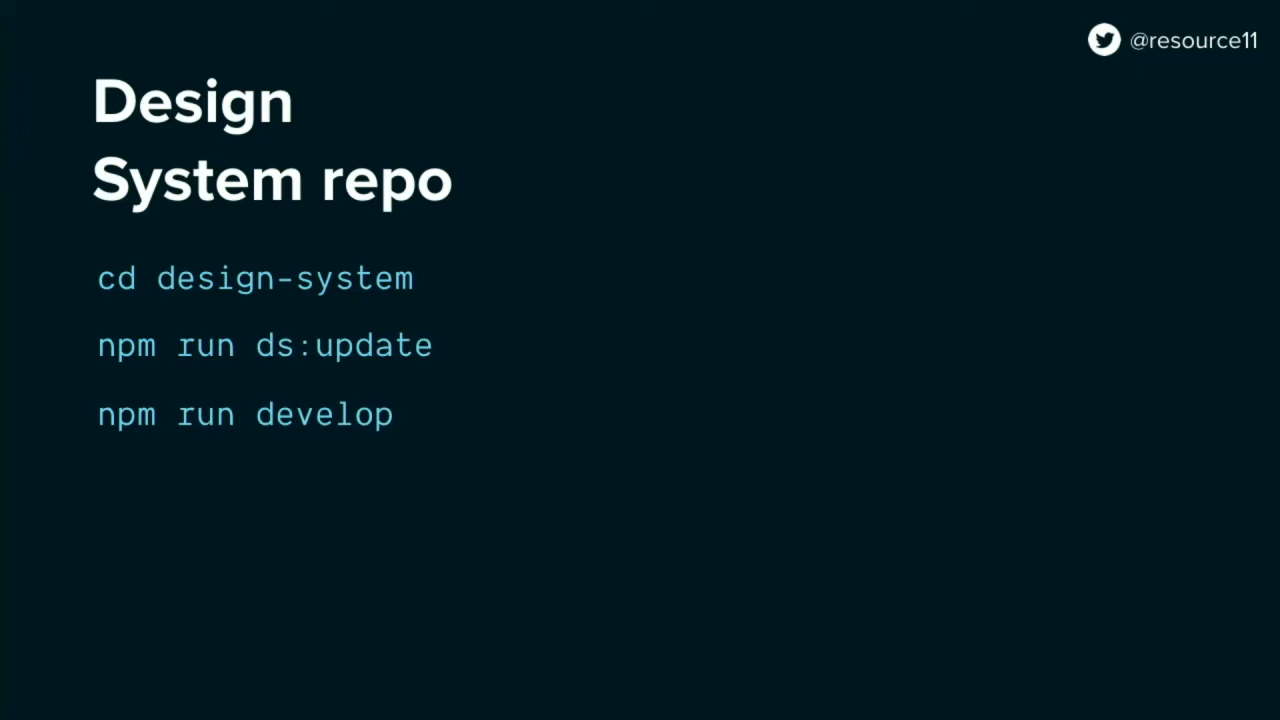 @resource11
Design
System repo
cd design-system
npm run ds:update
npm run develop